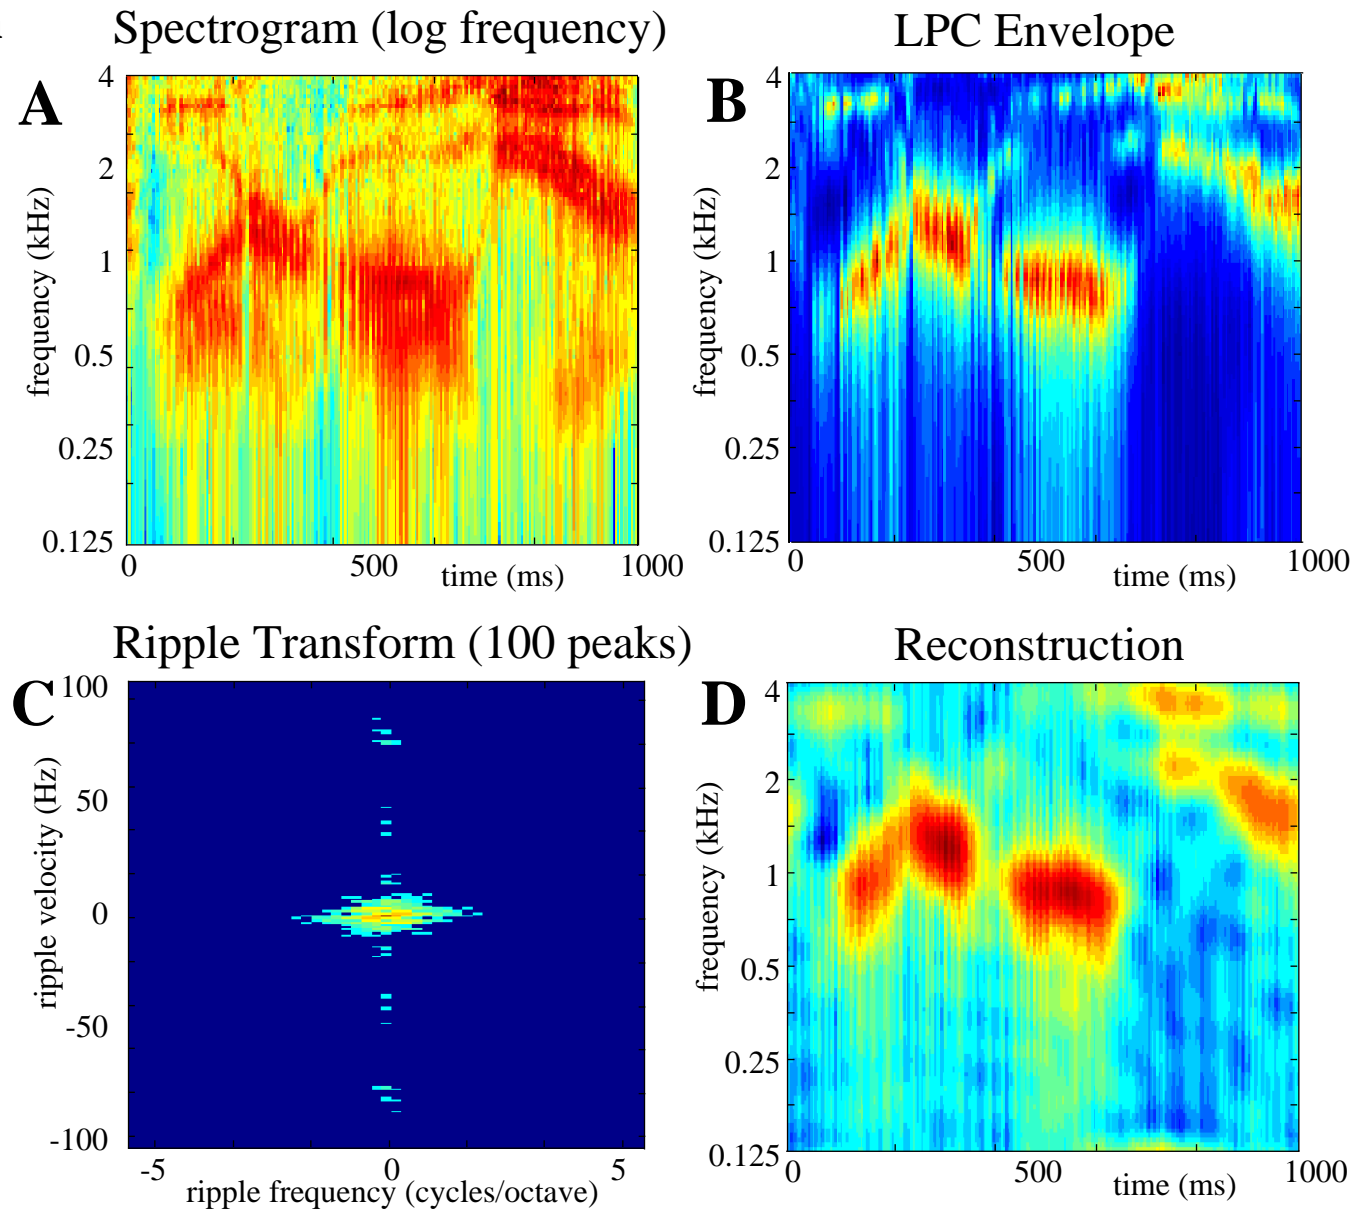 Spectrogram (log frequency)
LPC Envelope
A
B
4
2
1
0.5
0.25
0.125
frequency (kHz)
0
500
1000
time (ms)
4
2
1
0.5
0.25
0.125
frequency (kHz)
0
500
1000
time (ms)
Ripple Transform (100 peaks)
Reconstruction
C
D
100
50
0
-50
-100
ripple velocity (Hz)
-5
0
5
ripple frequency (cycles/octave)
4
2
1
0.5
0.25
0.125
frequency (kHz)
0
500
1000
time (ms)